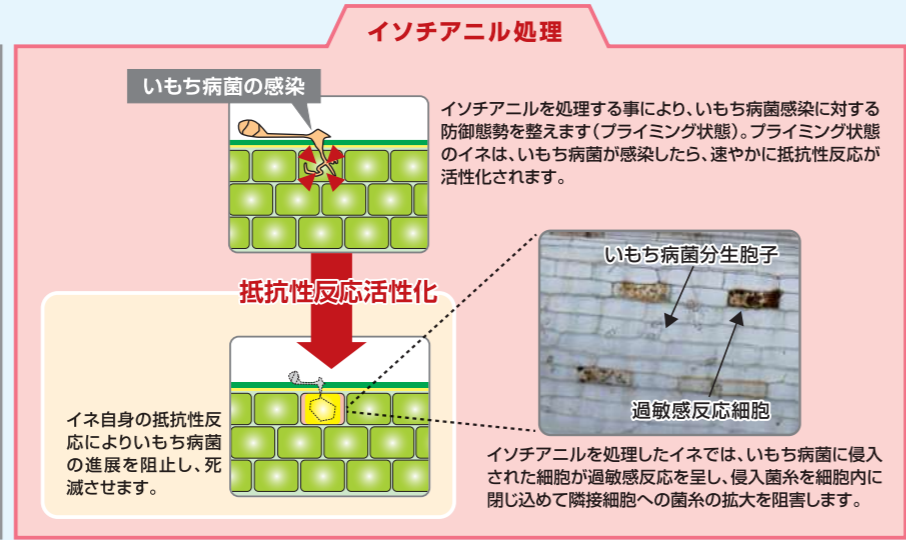 イソチアニル処理
いもち病菌の感染
イソチアニルを処理する事により、いもち病菌感染に対する
防御態勢を整えます(プライミング状態)。プライミング状態
のイネは、いもち病菌が感染したら、速やかに抵抗性反応が
活性化されます。
抵抗性反応活性化
いもち病菌分生胞子
過敏感反応細胞
イネ自身の抵抗性反
応によりいもち病菌
の進展を阻止し、死
滅させます。
イソチアニルを処理したイネでは、いもち病菌に侵入
された細胞が過敏感反応を呈し、侵入菌糸を細胞内に
閉じ込めて隣接細胞への菌糸の拡大を阻害します。